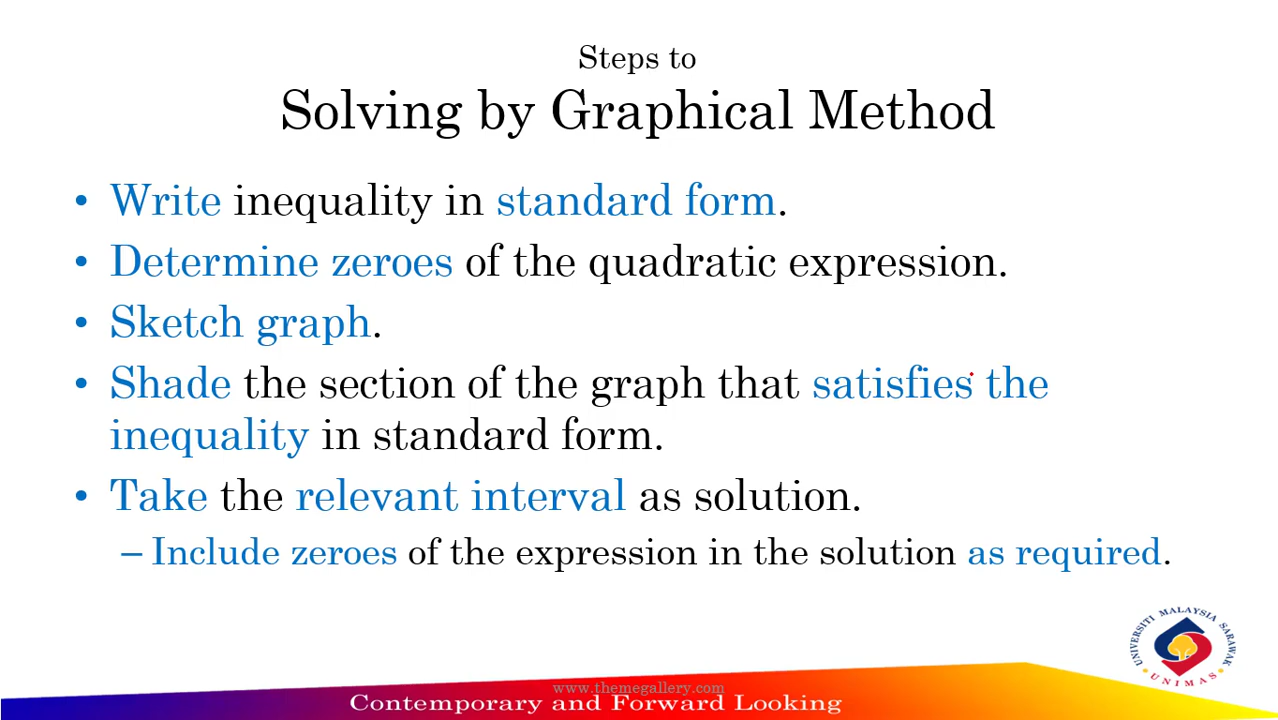 Steps to
Solving by Graphical Method
• Write inequality in standard form.
• Determine zeroes of the quadratic expression.
• Sketch graph.
• Shade the section of the graph that satisfies the
inequality in standard form.
• Take the relevant interval as solution.
– Include zeroes of the expression in the solution as required.
UNIVERSITI MALAYSIA SARAWAK
UNIMAS
www.themegallery.com
Contemporary and Forward Looking